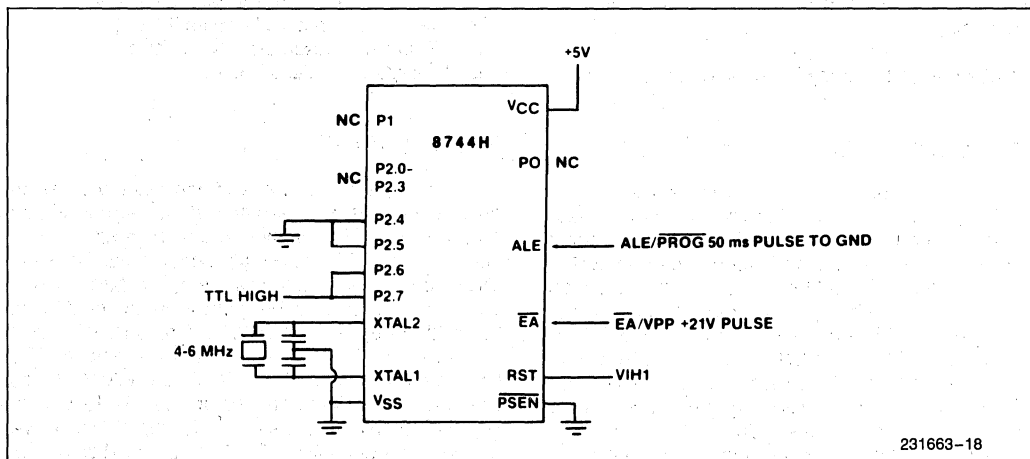 +5V
VCC
NC P1
8744H
P2.0-
NC
P2.3
PO NC
P2.4
P2.5
ALE
ALE/PROG 50 ms PULSE TO GND
P2.6
TTL HIGH
P2.7
XTAL2
EA
EA/VPP +21V PULSE
4-6 MHz
XTAL1
RST
VIH1
VSS
PSEN
231663-18